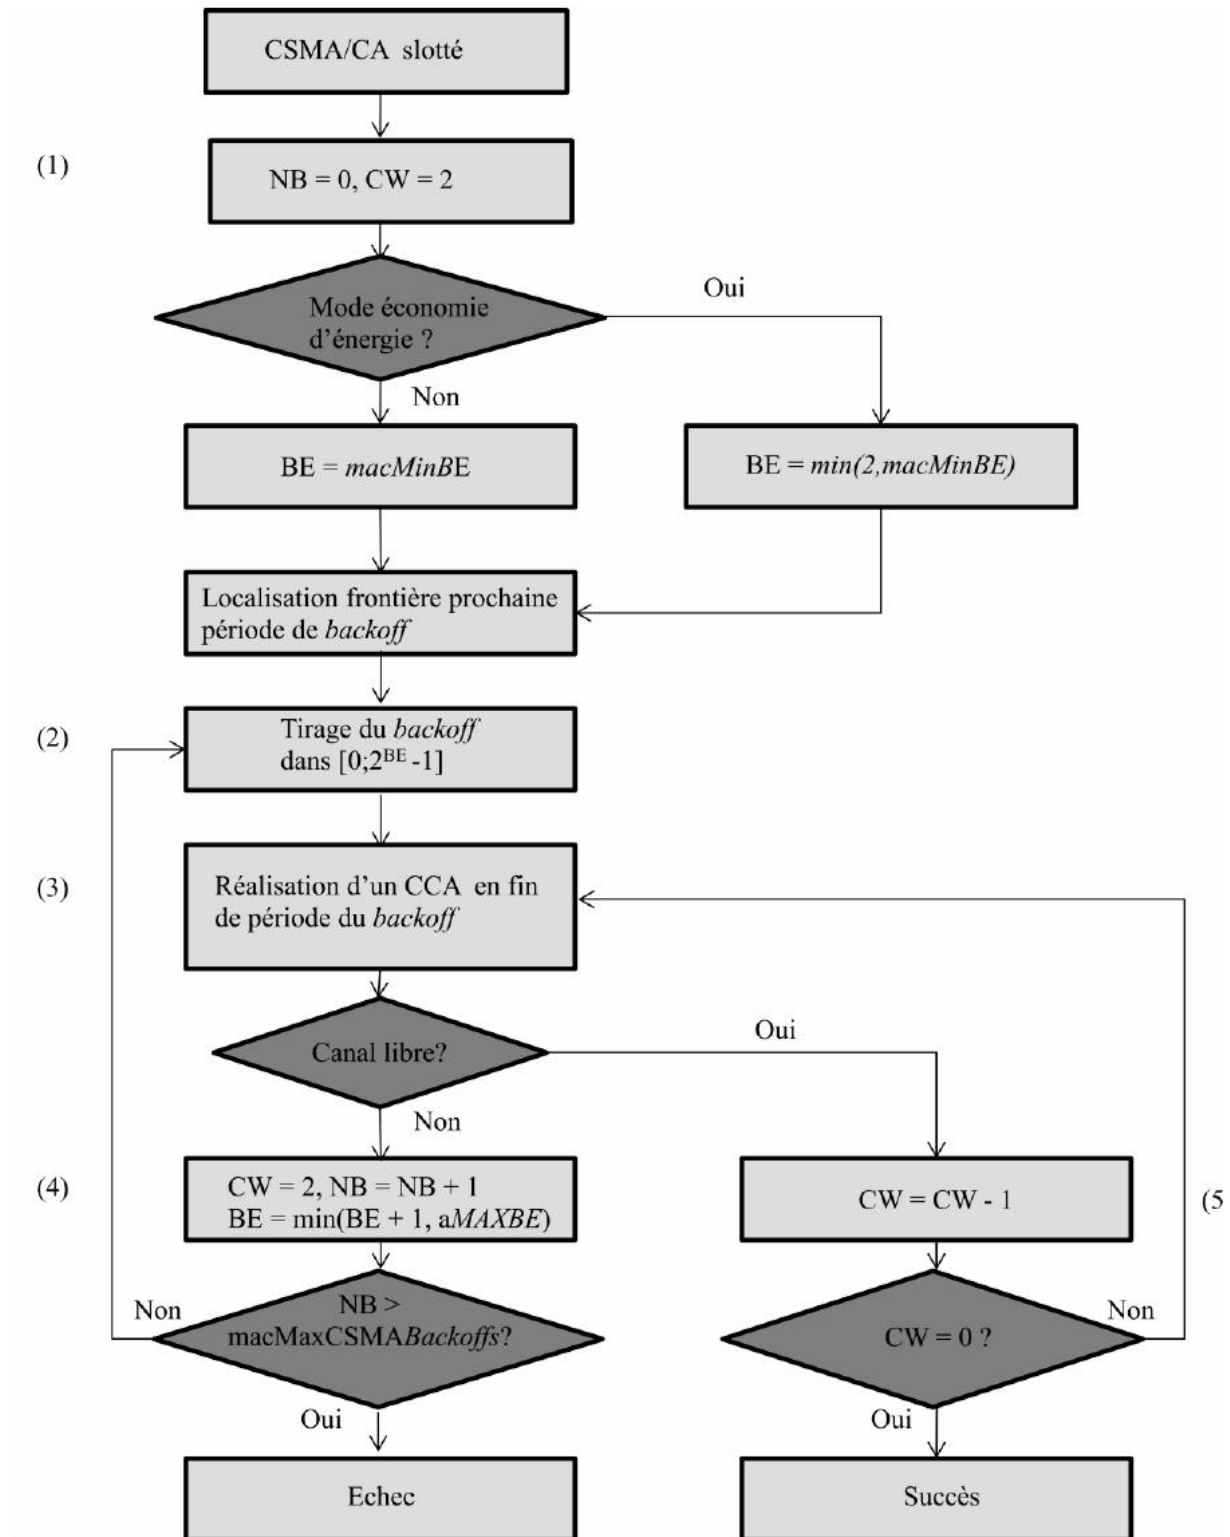 CSMA/CA slotté
(1)
NB = 0, CW = 2
Mode économie
d'énergie ?
Oui
Non
BE = macMinBE
BE = min(2,macMinBE)
Localisation frontière prochaine
période de backoff
(2)
Tirage du backoff
dans [0;2^BE -1]
(3)
Réalisation d'un CCA en fin
de période du backoff
Canal libre?
Oui
Non
(4)
CW = 2, NB = NB + 1
BE = min(BE + 1, aMAXBE)
CW = CW - 1
(5
NB >
macMaxCSMABackoffs?
Non
CW = 0 ?
Non
Oui
Oui
Echec
Succès